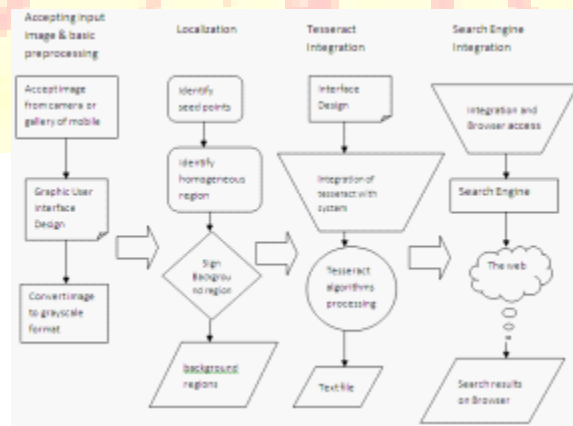 Accepting input
image & basic
preprocessing
Accept image
from camera or
gallery of mobile
Graphic User
Interface
Design
Convert image
to grayscale
format
Localization
Identify
seed points
Identify
homogeneous
region
Sign
Backgrou
nd region
background
regions
Tesseract
Integration
Interface
Design
Integration of
tesseract with
system
Tesseract
algorithms
processing
Text file
Search Engine
Integration
Integration and
Browser access
Search Engine
The web
Search results
on Browser